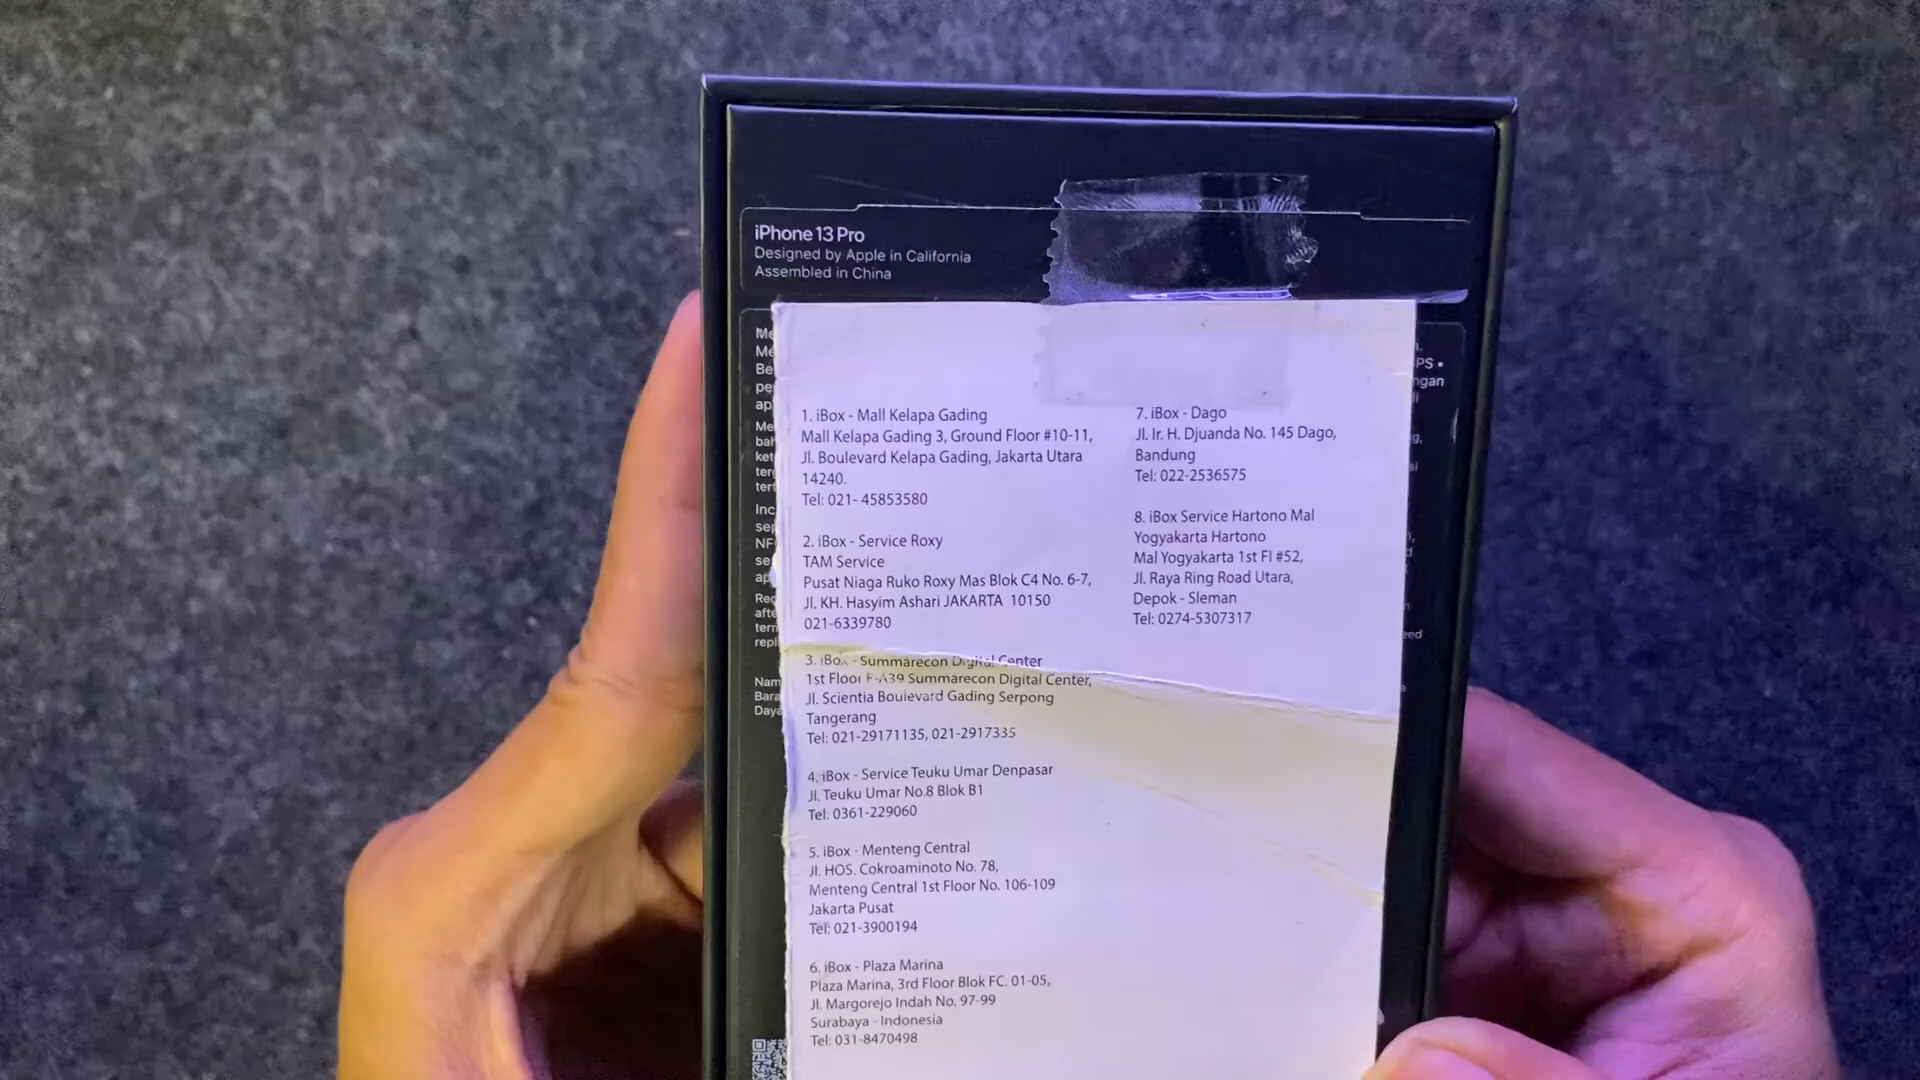 iPhone 13 Pro
Designed by Apple in California
Assembled in China
1. iBox - Mall Kelapa Gading
Mall Kelapa Gading 3, Ground Floor #10-11,
Jl. Boulevard Kelapa Gading, Jakarta Utara
14240.
Tel: 021- 45853580
2. iBox - Service Roxy
TAM Service
Pusat Niaga Ruko Roxy Mas Blok C4 No. 6-7,
Jl. KH. Hasyim Ashari JAKARTA 10150
021-6339780
3. iBox - Summarecon Digital Center
1st Floor F-A39 Summarecon Digital Center,
Jl. Scientia Boulevard Gading Serpong
Tangerang
Tel: 021-29171135, 021-2917335
4. iBox - Service Teuku Umar Denpasar
Jl. Teuku Umar No.8 Blok B1
Tel: 0361-229060
5. iBox - Menteng Central
Jl. HOS. Cokroaminoto No. 78,
Menteng Central 1st Floor No. 106-109
Jakarta Pusat
Tel: 021-3900194
6. iBox - Plaza Marina
Plaza Marina, 3rd Floor Blok FC. 01-05,
Jl. Margorejo Indah No. 97-99
Surabaya - Indonesia
Tel: 031-8470498
7. iBox - Dago
Jl. Ir. H. Djuanda No. 145 Dago,
Bandung
Tel: 022-2536575
8. iBox Service Hartono Mal
Yogyakarta Hartono
Mal Yogyakarta 1st Fl #52,
Jl. Raya Ring Road Utara,
Depok - Sleman
Tel: 0274-5307317